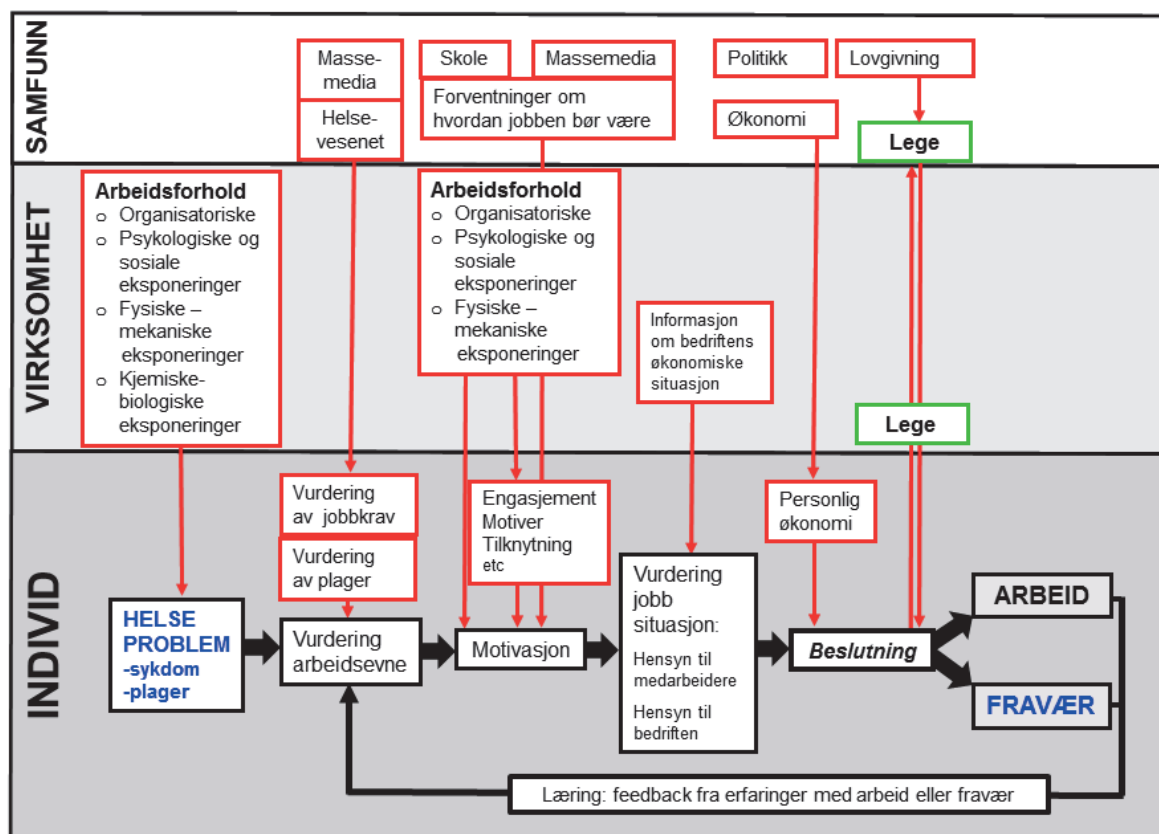 SAMFUNN
Masse-
media
Helse-
vesenet
Skole
Massemedia
Forventninger om
hvordan jobben bør være
Politikk
Økonomi
Lovgivning
Lege
VIRKSOMHET
Arbeidsforhold
o Organisatoriske
o Psykologiske og
sosiale
eksponeringer
o Fysiske –
mekaniske
eksponeringer
o Kjemiske-
biologiske
eksponeringer
Arbeidsforhold
o Organisatoriske
o Psykologiske og
sosiale
eksponeringer
o Fysiske –
mekaniske
eksponeringer
Informasjon
om bedriftens
økonomiske
situasjon
Lege
INDIVID
Vurdering
av jobbkrav
Vurdering
av plager
Engasjement
Motiver
Tilknytning
etc
Personlig
økonomi
HELSE
PROBLEM
-sykdom
-plager
Vurdering
arbeidsevne
Motivasjon
Vurdering
jobb
situasjon:
Hensyn til
medarbeidere
Hensyn til
bedriften
Beslutning
ARBEID
FRAVÆR
Læring: feedback fra erfaringer med arbeid eller fravær